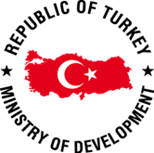 REPUBLIC OF TURKEY
MINISTRY OF DEVELOPMENT